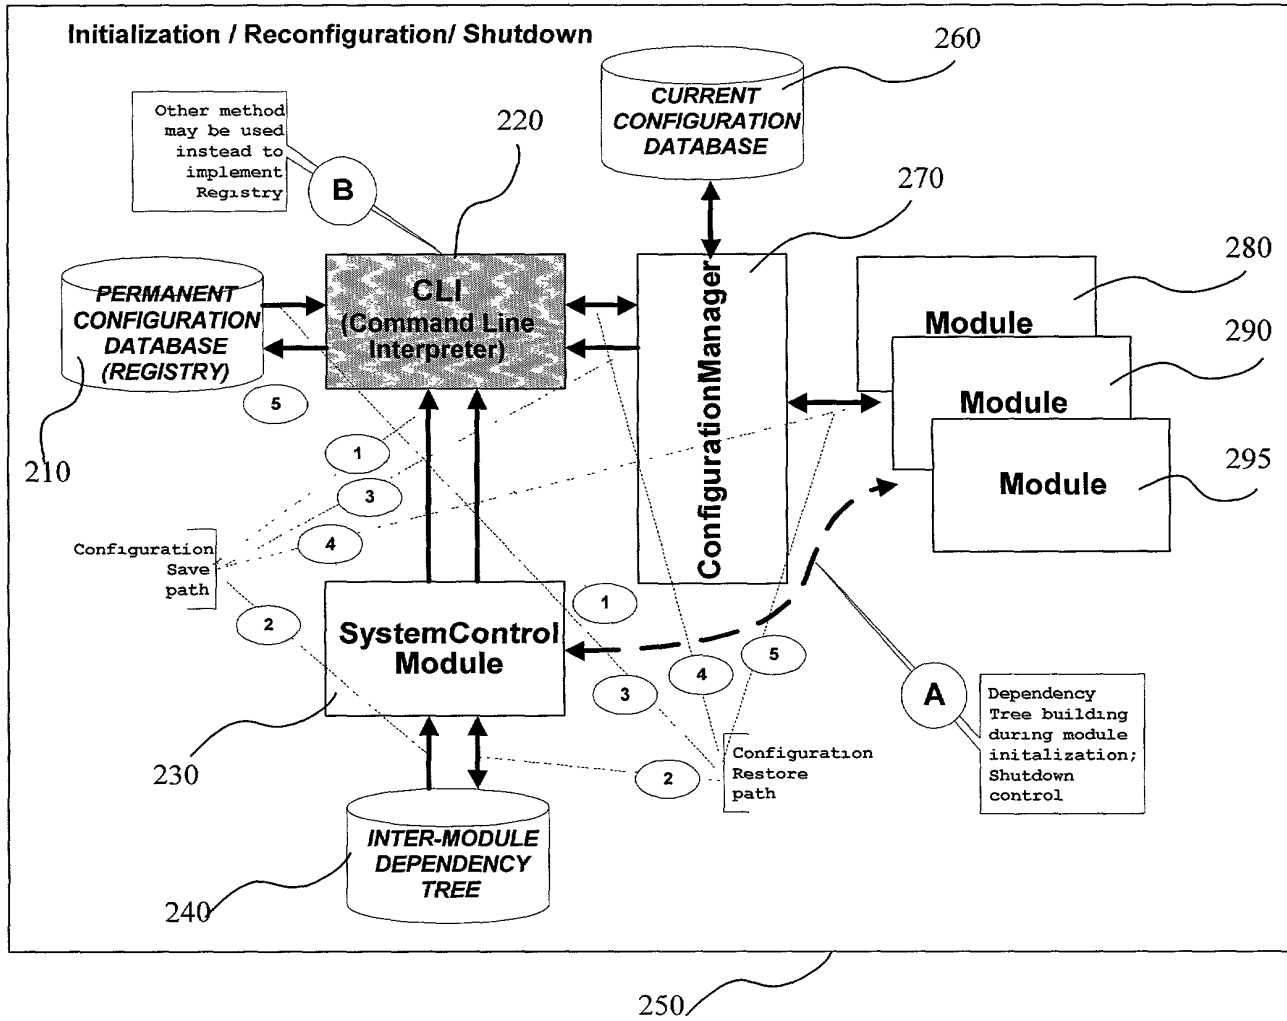 Initialization / Reconfiguration/ Shutdown
260
CURRENT
CONFIGURATION
DATABASE
Other method
may be used
instead to
implement
Registry
B
220
270
280
PERMANENT
CONFIGURATION
DATABASE
(REGISTRY)
CLI
(Command Line
Interpreter)
ConfigurationManager
Module
290
Module
295
Module
210
5
1
3
4
Configuration
Save
path
2
1
SystemControl
Module
5
4
3
A
Dependency
Tree building
during module
initalization;
Shutdown
control
Configuration
Restore
path
2
230
INTER-MODULE
DEPENDENCY
TREE
240
250